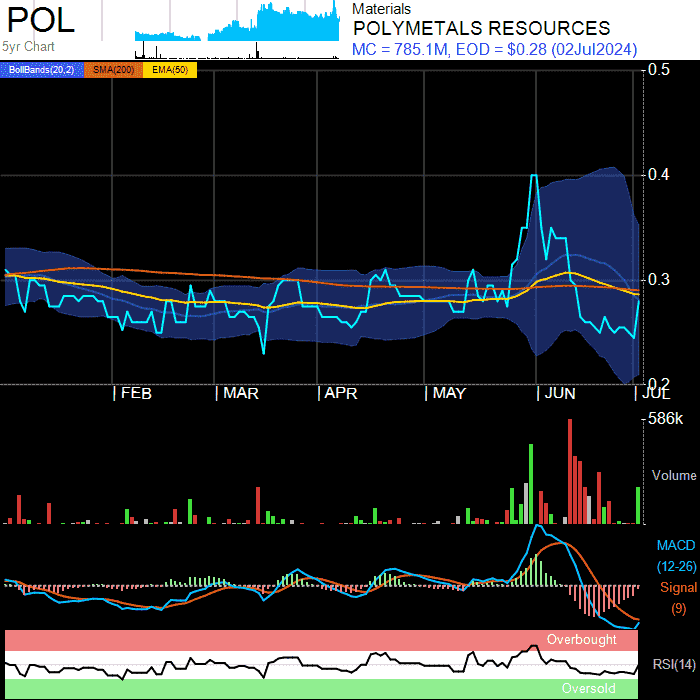 POL
5yr Chart
Materials
POLYMETALS RESOURCES
MC = 785.1M, EOD = $0.28 (02Jul2024)
BollBands(20,2) SMA(200) EMA(50)
0.5
0.4
0.3
0.2
FEB MAR APR MAY JUN JUL
586k
Volume
MACD
(12-26)
Signal
(9)
Overbought
RSI(14)
Oversold